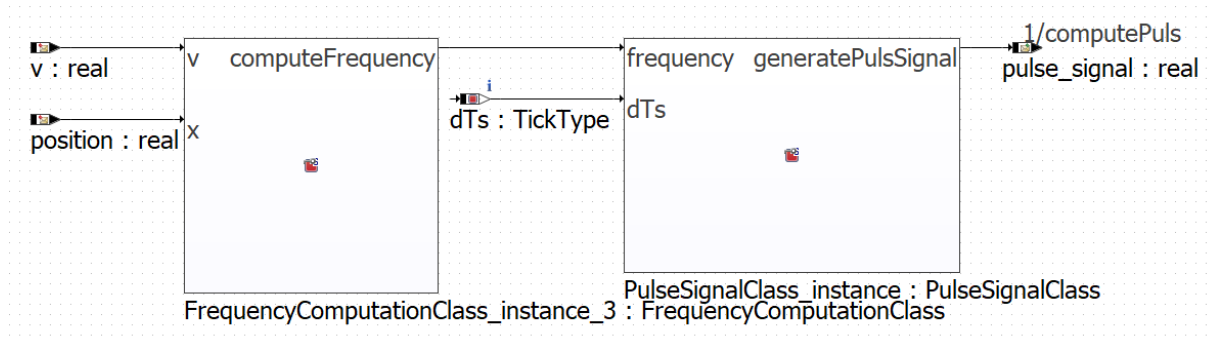 1/computePuls
v computeFrequency
frequency generatePulsSignal
v : real
pulse_signal : real
i
dTs : TickType
dTs
position : real
x
PulseSignalClass_instance : PulseSignalClass
FrequencyComputationClass_instance_3 : FrequencyComputationClass